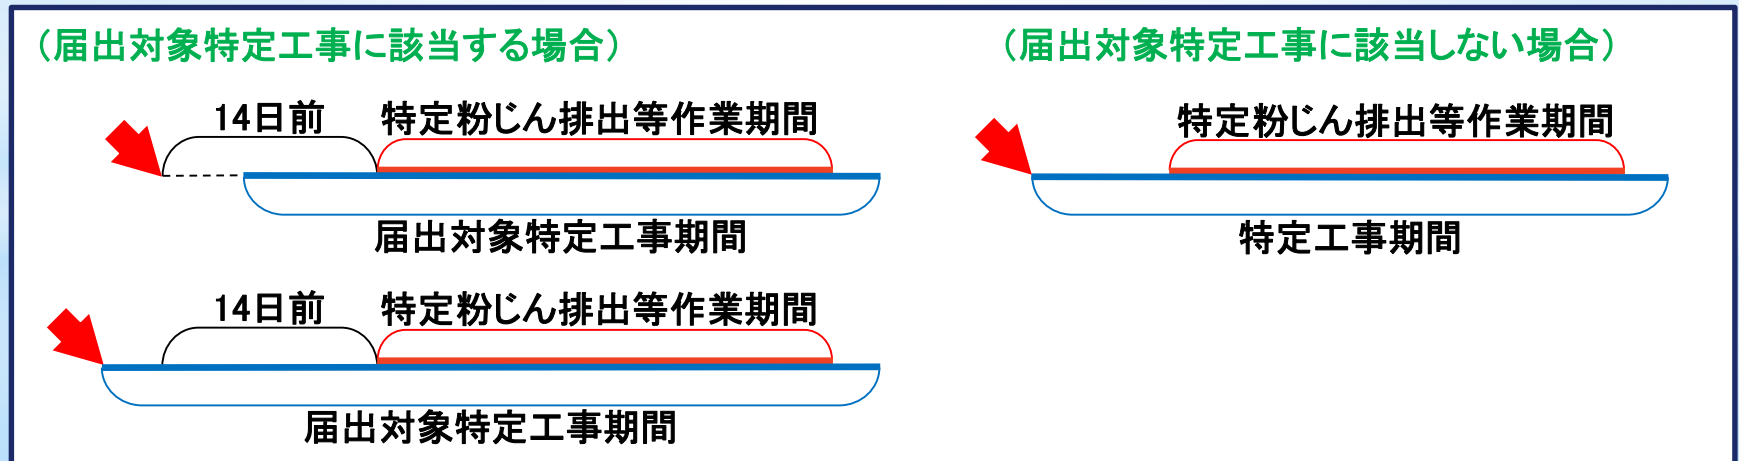 （届出対象特定工事に該当する場合）
14日前
特定粉じん排出等作業期間
届出対象特定工事期間
14日前
特定粉じん排出等作業期間
届出対象特定工事期間
（届出対象特定工事に該当しない場合）
特定粉じん排出等作業期間
特定工事期間